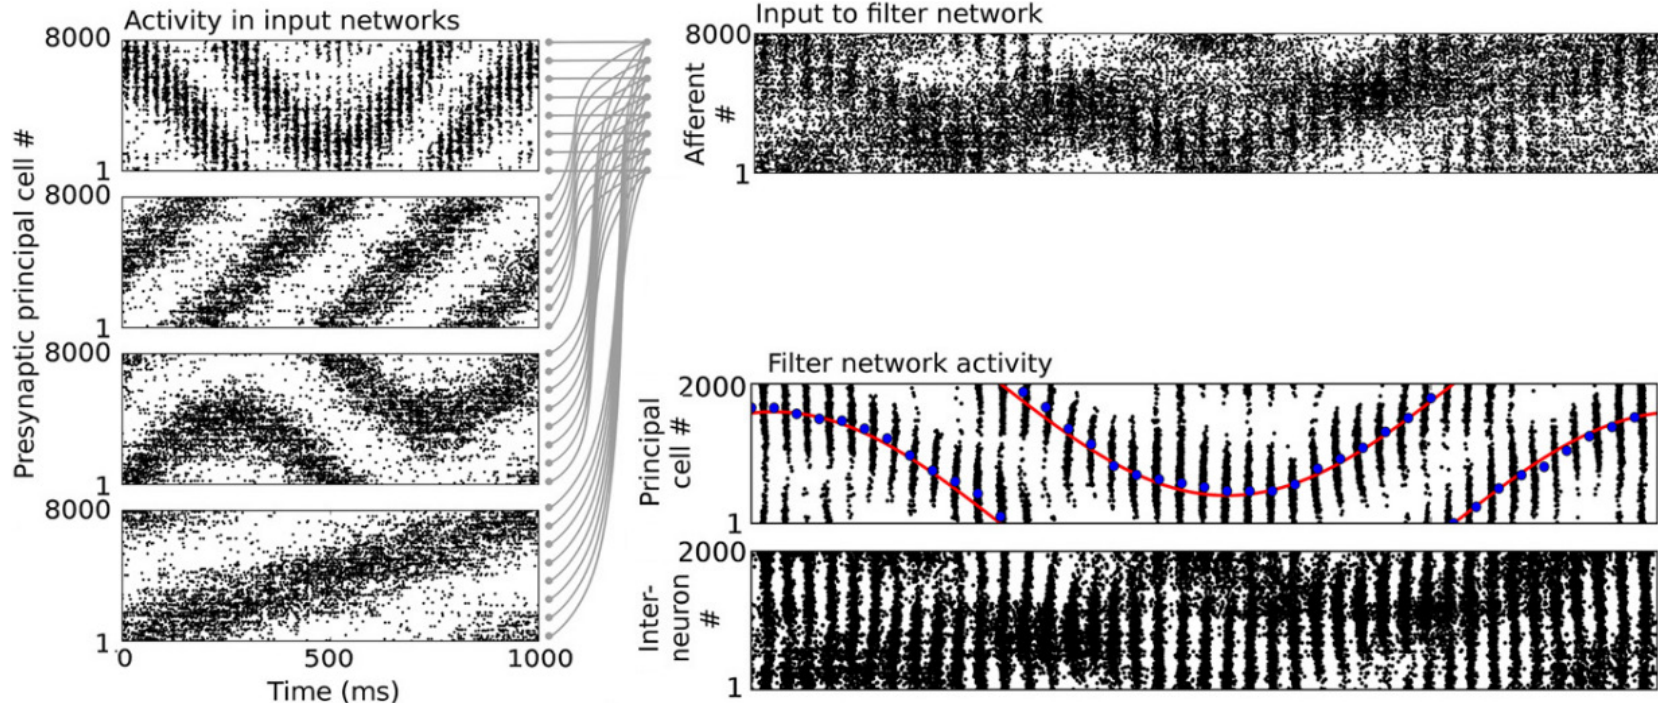 Activity in input networks
Presynaptic principal cell #
8000
1
8000
1
8000
1
8000
1
0
500
1000
Time (ms)
Input to filter network
Afferent
#
8000
1
Filter network activity
Principal
cell #
2000
1
Inter-
neuron
#
2000
1